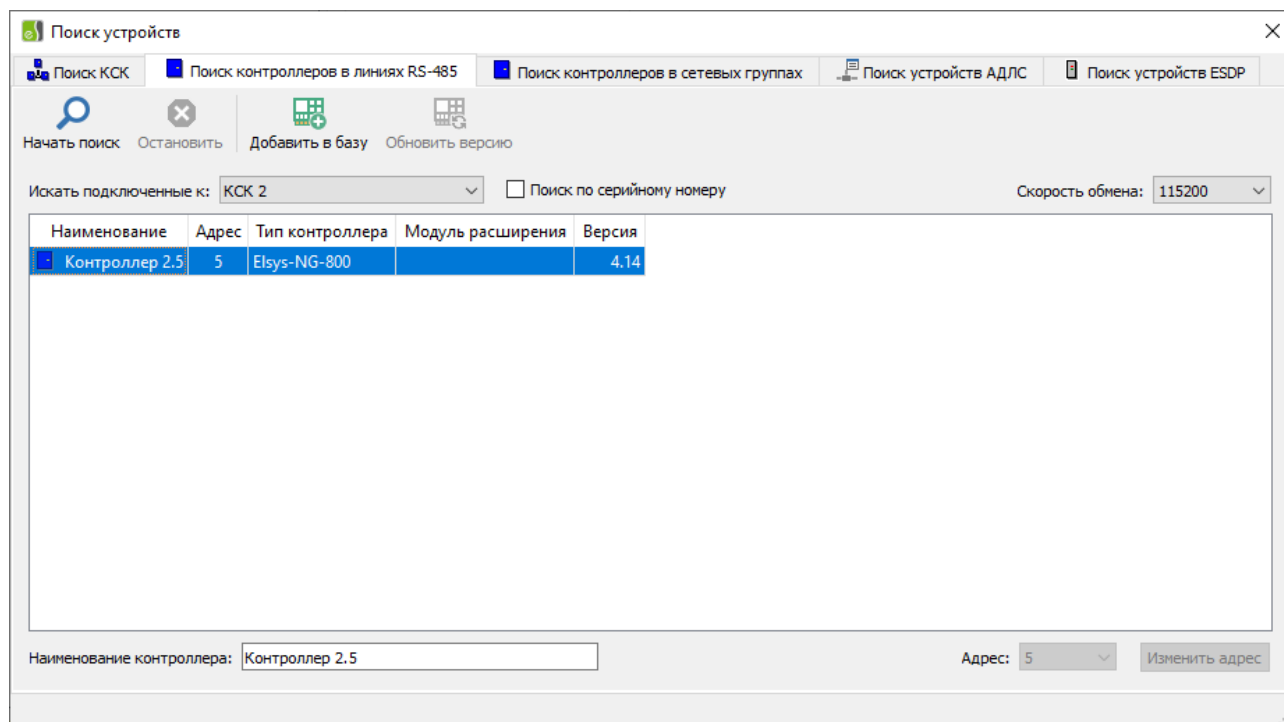 Поиск устройств
Поиск КСК Поиск контроллеров в линиях RS-485 Поиск контроллеров в сетевых группах Поиск устройств АДЛС Поиск устройств ESDP
Начать поиск Остановить Добавить в базу Обновить версию
Искать подключенные к: КСК 2 Поиск по серийному номеру Скорость обмена: 115200
Наименование Адрес Тип контроллера Модуль расширения Версия
Контроллер 2.5 5 Elsys-NG-800 4.14
Наименование контроллера: Контроллер 2.5 Адрес: 5 Изменить адрес